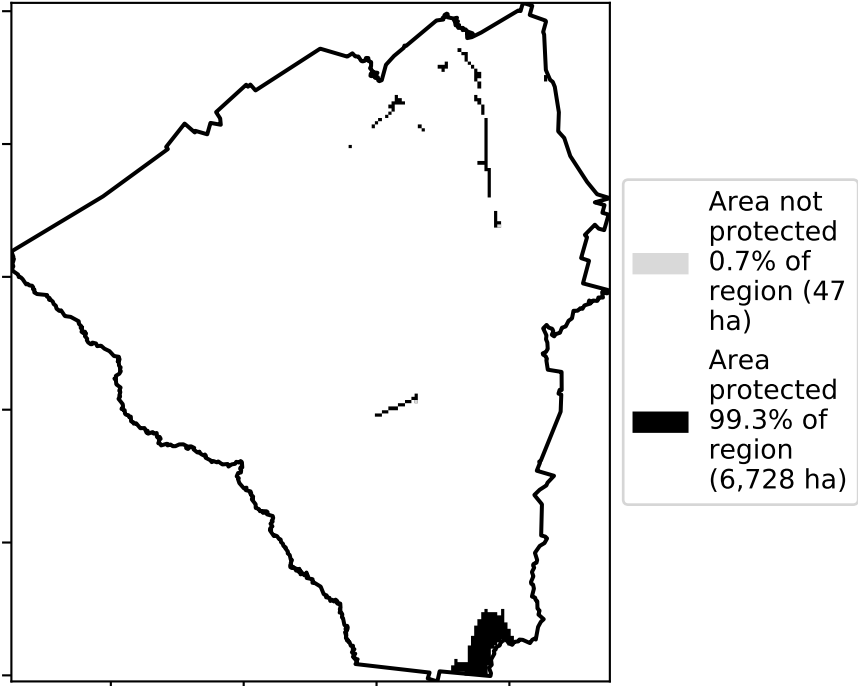 Area not
protected
0.7% of
region (47
ha)
Area
protected
99.3% of
region
(6,728 ha)